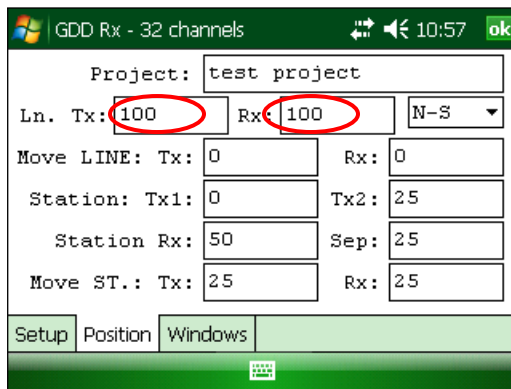 GDD Rx - 32 channels 10:57 ok
Project: test project
Ln. Tx: 100 Rx: 100 N-S
Move LINE: Tx: 0 Rx: 0
Station: Tx1: 0 Tx2: 25
Station Rx: 50 Sep: 25
Move ST.: Tx: 25 Rx: 25
Setup Position Windows